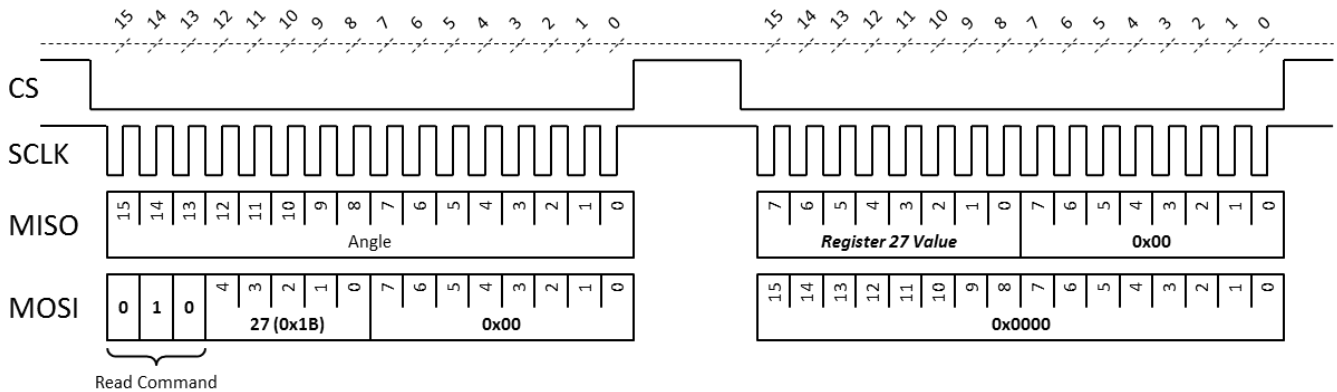 15 14 13 12 11 10 9 8 7 6 5 4 3 2 1 0 15 14 13 12 11 10 9 8 7 6 5 4 3 2 1 0
CS
SCLK
MISO 15 14 13 12 11 10 9 8 7 6 5 4 3 2 1 0 7 6 5 4 3 2 1 0 7 6 5 4 3 2 1 0
Angle Register 27 Value 0x00
MOSI 0 1 0 4 3 2 1 0 7 6 5 4 3 2 1 0 15 14 13 12 11 10 9 8 7 6 5 4 3 2 1 0
27 (0x1B) 0x00 0x0000
Read Command